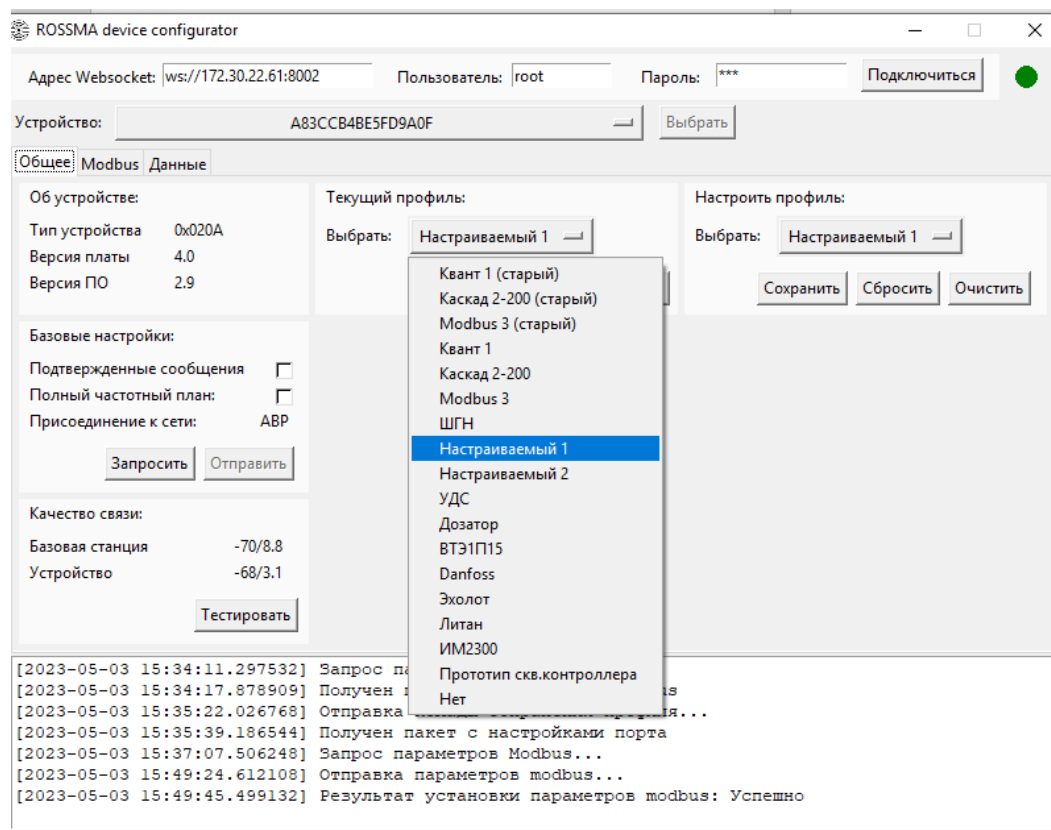 ROSSMA device configurator
Адрес Websocket: ws://172.30.22.61:8002 Пользователь: root Пароль: *** Подключиться
Устройство: A83CCB4BE5FD9A0F Выбрать
Общее Modbus Данные
Об устройстве:
Тип устройства 0x020A
Версия платы 4.0
Версия ПО 2.9
Базовые настройки:
Подтвержденные сообщения
Полный частотный план:
Присоединение к сети: ABP
Запросить Отправить
Качество связи:
Базовая станция -70/8.8
Устройство -68/3.1
Тестировать
Текущий профиль:
Выбрать: Настраиваемый 1
Квант 1 (старый)
Каскад 2-200 (старый)
Modbus 3 (старый)
Квант 1
Каскад 2-200
Modbus 3
ШГН
Настраиваемый 1
Настраиваемый 2
УДС
Дозатор
ВТЭ1П15
Danfoss
Эхолот
Литан
ИМ2300
Прототип скв.контроллера
Нет
Настроить профиль:
Выбрать: Настраиваемый 1
Сохранить Сбросить Очистить
[2023-05-03 15:34:11.297532] Запрос
[2023-05-03 15:34:17.878909] Получен
[2023-05-03 15:35:22.026768] Отправка
[2023-05-03 15:35:39.186544] Получен пакет с настройками порта
[2023-05-03 15:37:07.506248] Запрос параметров Modbus...
[2023-05-03 15:49:24.612108] Отправка параметров modbus...
[2023-05-03 15:49:45.499132] Результат установки параметров modbus: Успешно